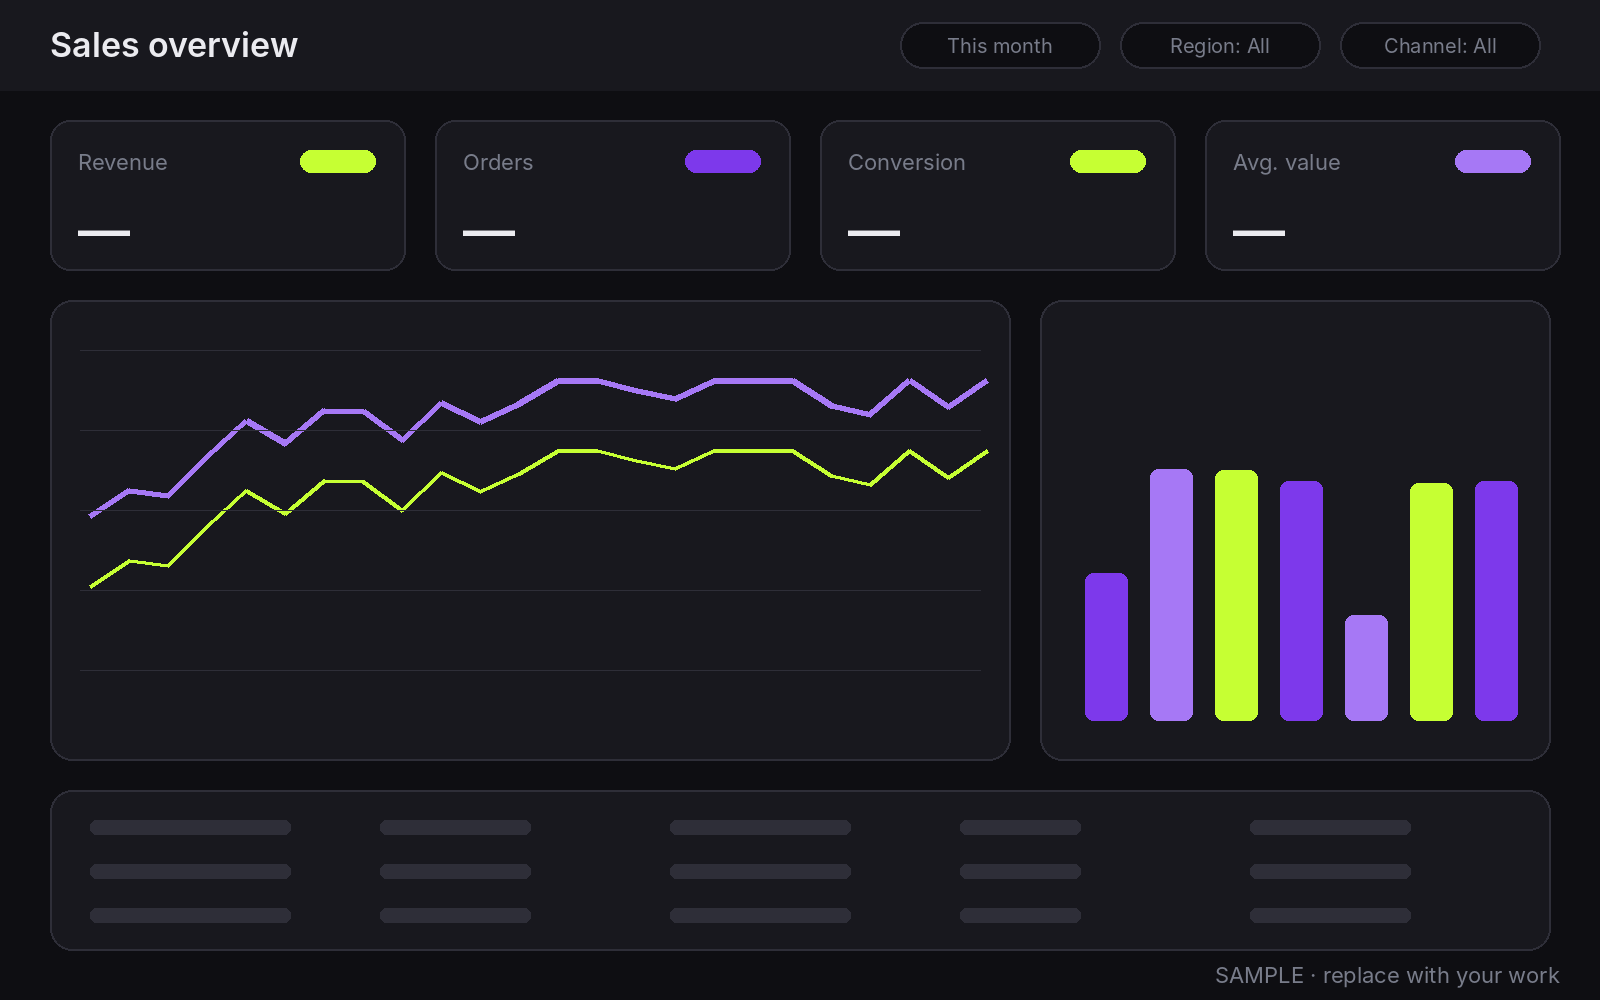 Sales overview
This month
Region: All
Channel: All
Revenue
Orders
Conversion
Avg. value
SAMPLE · replace with your work